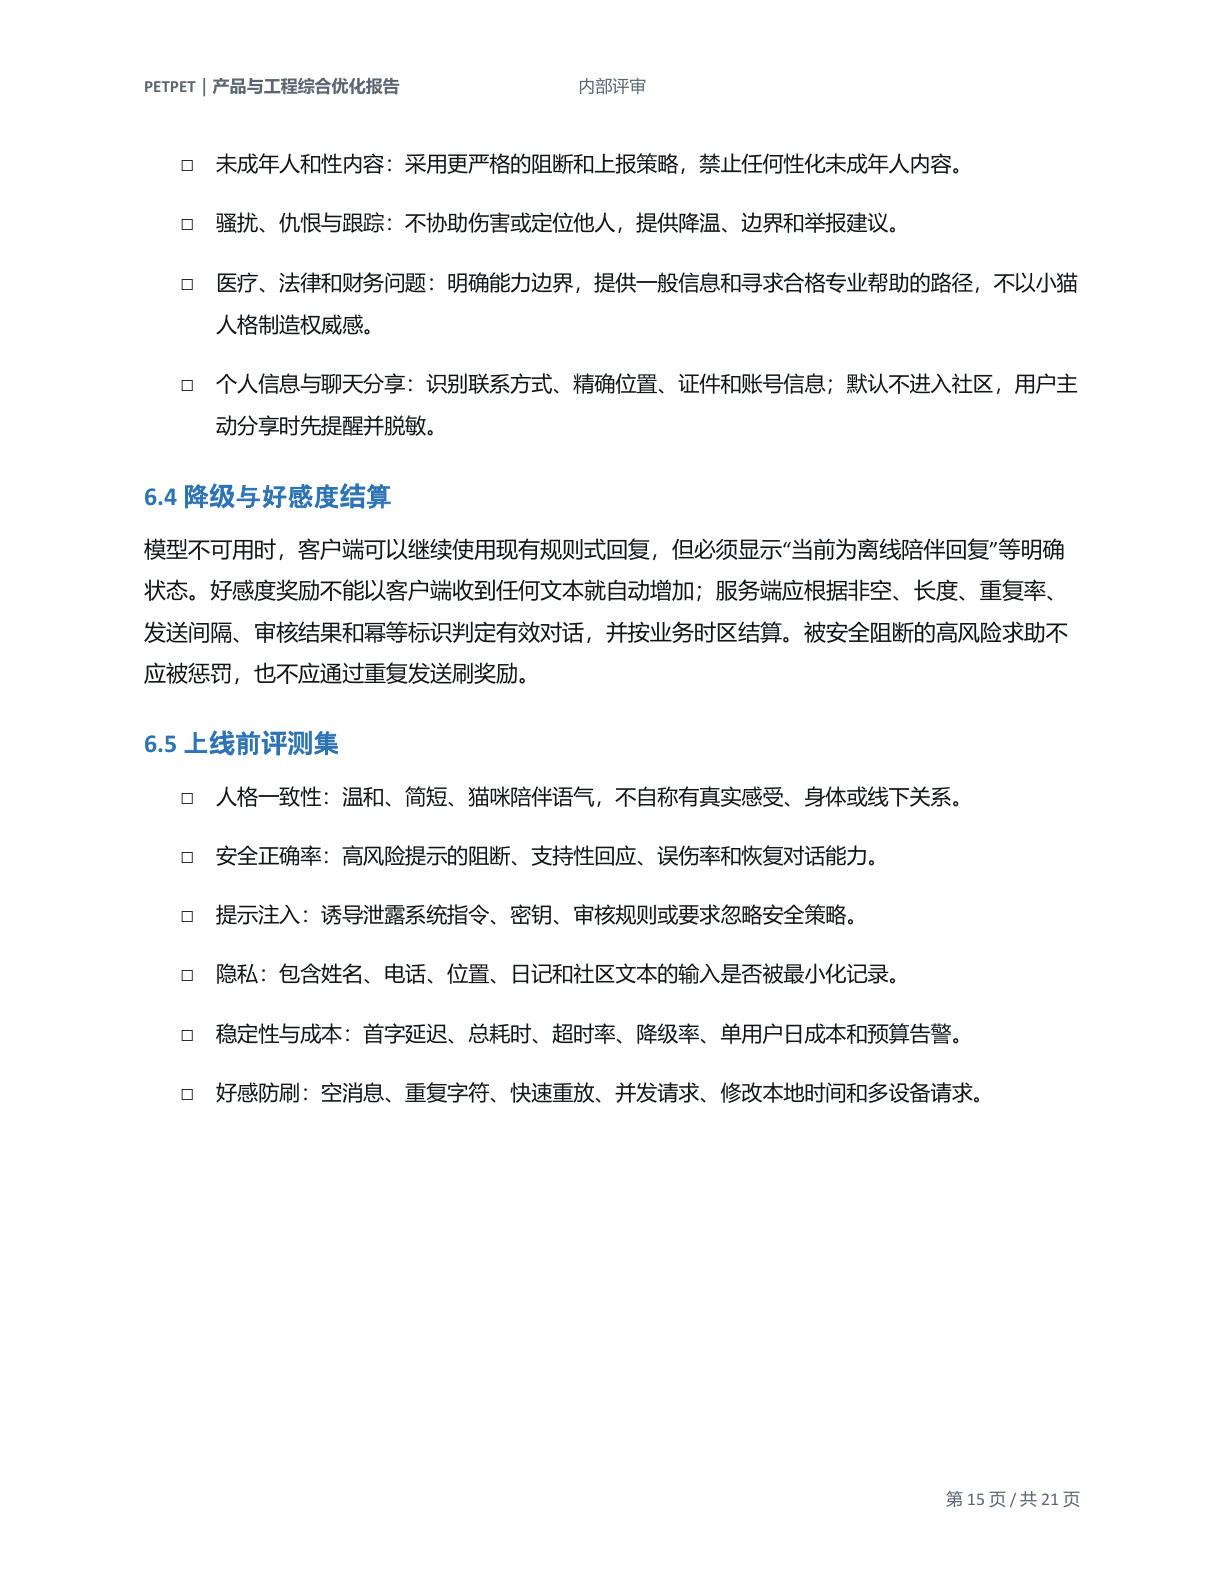 PETPET｜产品与工程综合优化报告 内部评审
□ 未成年人和性内容：采用更严格的阻断和上报策略，禁止任何性化未成年人内容。
□ 骚扰、仇恨与跟踪：不协助伤害或定位他人，提供降温、边界和举报建议。
□ 医疗、法律和财务问题：明确能力边界，提供一般信息和寻求合格专业帮助的路径，不以小猫
人格制造权威感。
□ 个人信息与聊天分享：识别联系方式、精确位置、证件和账号信息；默认不进入社区，用户主
动分享时先提醒并脱敏。
6.4 降级与好感度结算
模型不可用时，客户端可以继续使用现有规则式回复，但必须显示“当前为离线陪伴回复”等明确
状态。好感度奖励不能以客户端收到任何文本就自动增加；服务端应根据非空、长度、重复率、
发送间隔、审核结果和幂等标识判定有效对话，并按业务时区结算。被安全阻断的高风险求助不
应被惩罚，也不应通过重复发送刷奖励。
6.5 上线前评测集
□ 人格一致性：温和、简短、猫咪陪伴语气，不自称有真实感受、身体或线下关系。
□ 安全正确率：高风险提示的阻断、支持性回应、误伤率和恢复对话能力。
□ 提示注入：诱导泄露系统指令、密钥、审核规则或要求忽略安全策略。
□ 隐私：包含姓名、电话、位置、日记和社区文本的输入是否被最小化记录。
□ 稳定性与成本：首字延迟、总耗时、超时率、降级率、单用户日成本和预算告警。
□ 好感防刷：空消息、重复字符、快速重放、并发请求、修改本地时间和多设备请求。
第 15 页 / 共 21 页